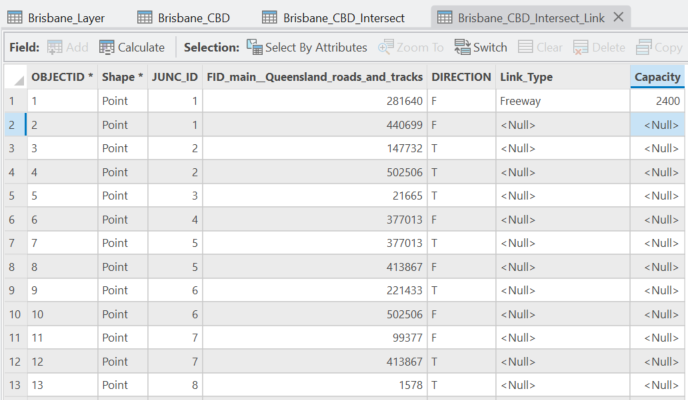 Brisbane_Layer Brisbane_CBD Brisbane_CBD_Intersect Brisbane_CBD_Intersect_Link
Field: Add Calculate Selection: Select By Attributes Zoom To Switch Clear Delete Copy
OBJECTID * Shape * JUNC_ID FID_main__Queensland_roads_and_tracks DIRECTION Link_Type Capacity
1 1 Point 1 281640 F Freeway 2400
2 2 Point 1 440699 F <Null> <Null>
3 3 Point 2 147732 T <Null> <Null>
4 4 Point 2 502506 T <Null> <Null>
5 5 Point 3 21665 T <Null> <Null>
6 6 Point 4 377013 F <Null> <Null>
7 7 Point 5 377013 T <Null> <Null>
8 8 Point 5 413867 F <Null> <Null>
9 9 Point 6 221433 T <Null> <Null>
10 10 Point 6 502506 F <Null> <Null>
11 11 Point 7 99377 F <Null> <Null>
12 12 Point 7 413867 T <Null> <Null>
13 13 Point 8 1578 T <Null> <Null>